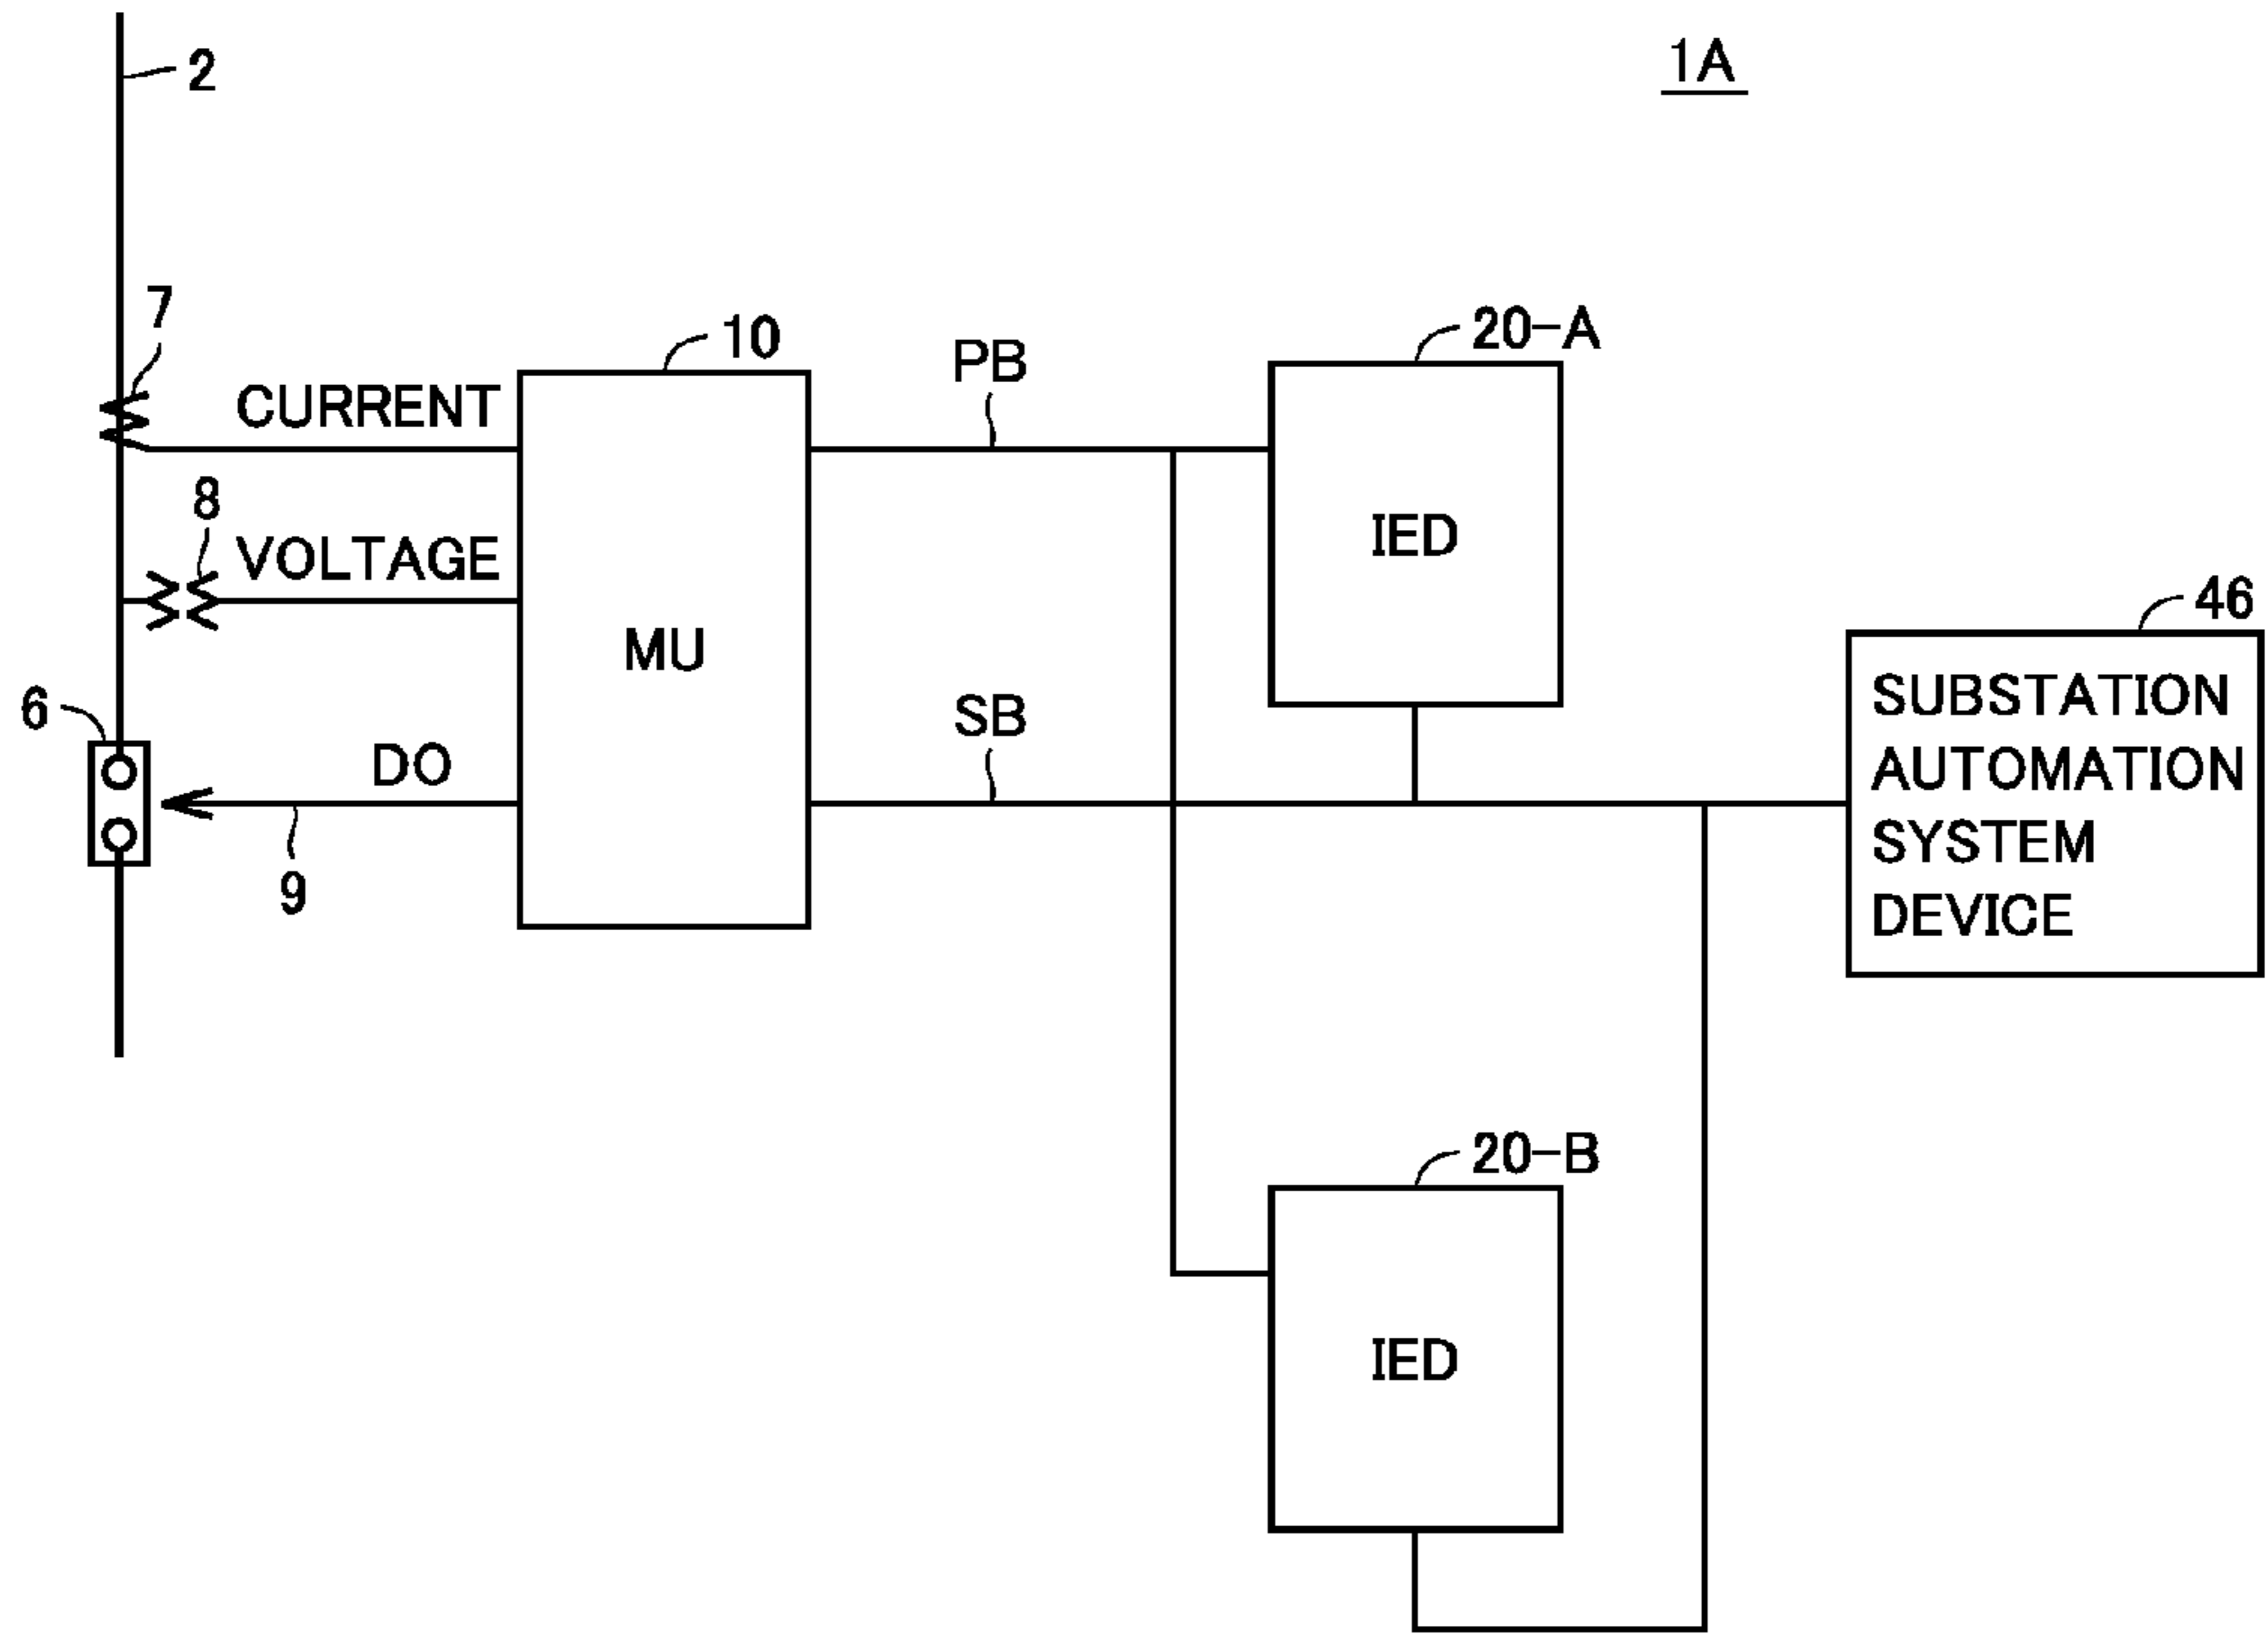 2
1A
7
10
20-A
PB
CURRENT
8
VOLTAGE
IED
46
MU
6
SB
SUBSTATION
AUTOMATION
SYSTEM
DEVICE
DO
9
20-B
IED